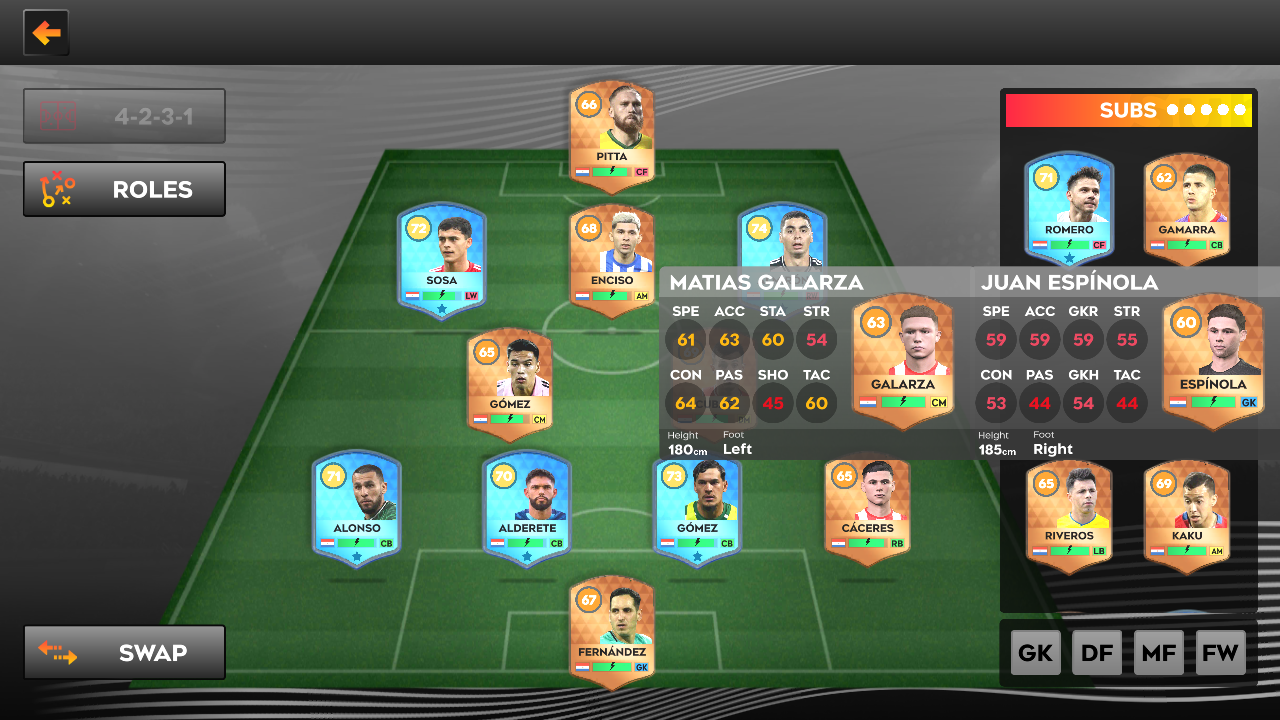 4-2-3-1
ROLES
66
PITTA
CF
72
SOSA
LW
68
ENCISO
AM
74
SUBS
71
ROMERO
CF
62
GAMARRA
CB
MATIAS GALARZA
SPE ACC STA STR
61 63 60 54
CON PAS SHO TAC
64 62 45 60
Height Foot
180cm Left
63
GALARZA
CM
JUAN ESPÍNOLA
SPE ACC GKR STR
59 59 59 55
CON PAS GKH TAC
53 44 54 44
Height Foot
185cm Right
60
ESPÍNOLA
GK
65
GÓMEZ
CM
71
ALONSO
CB
70
ALDERETE
CB
73
GÓMEZ
CB
65
CÁCERES
RB
65
RIVEROS
LB
69
KAKU
AM
67
FERNÁNDEZ
GK
SWAP
GK DF MF FW